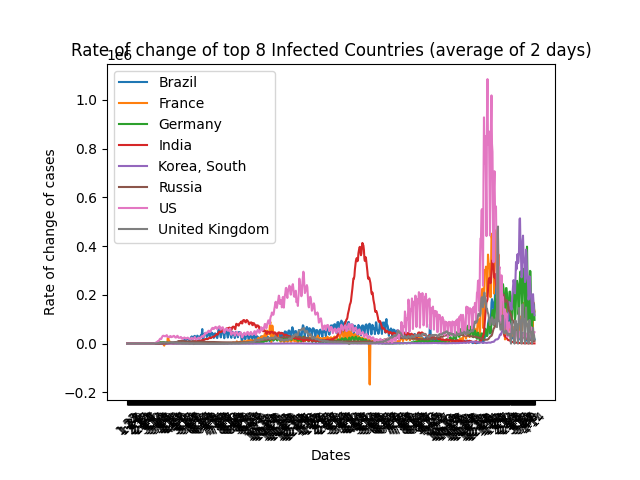 Rate of change of top 8 Infected Countries (average of 2 days)
1e6
Brazil
France
Germany
India
Korea, South
Russia
US
United Kingdom
1.0
0.8
0.6
0.4
0.2
0.0
−0.2
Rate of change of cases
Dates